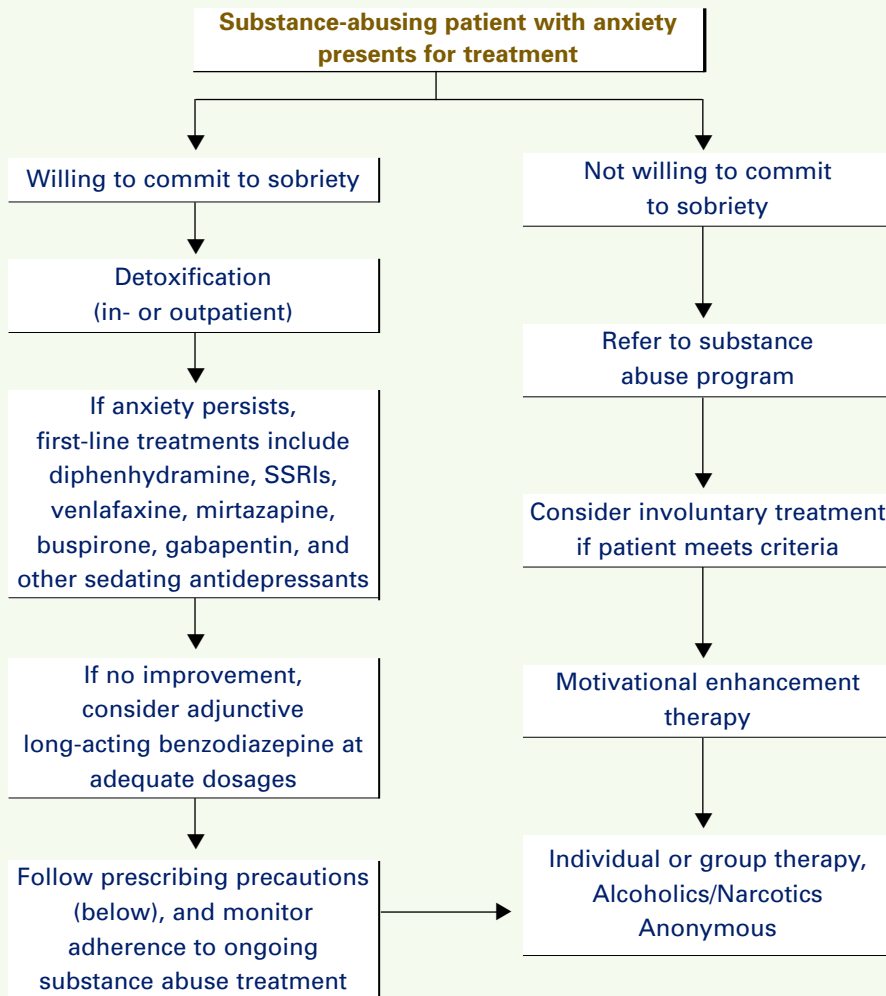 Substance-abusing patient with anxiety
presents for treatment
Willing to commit to sobriety
Detoxification
(in- or outpatient)
If anxiety persists,
first-line treatments include
diphenhydramine, SSRIs,
venlafaxine, mirtazapine,
buspirone, gabapentin, and
other sedating antidepressants
If no improvement,
consider adjunctive
long-acting benzodiazepine at
adequate dosages
Follow prescribing precautions
(below), and monitor
adherence to ongoing
substance abuse treatment
Not willing to commit
to sobriety
Refer to substance
abuse program
Consider involuntary treatment
if patient meets criteria
Motivational enhancement
therapy
Individual or group therapy,
Alcoholics/Narcotics
Anonymous